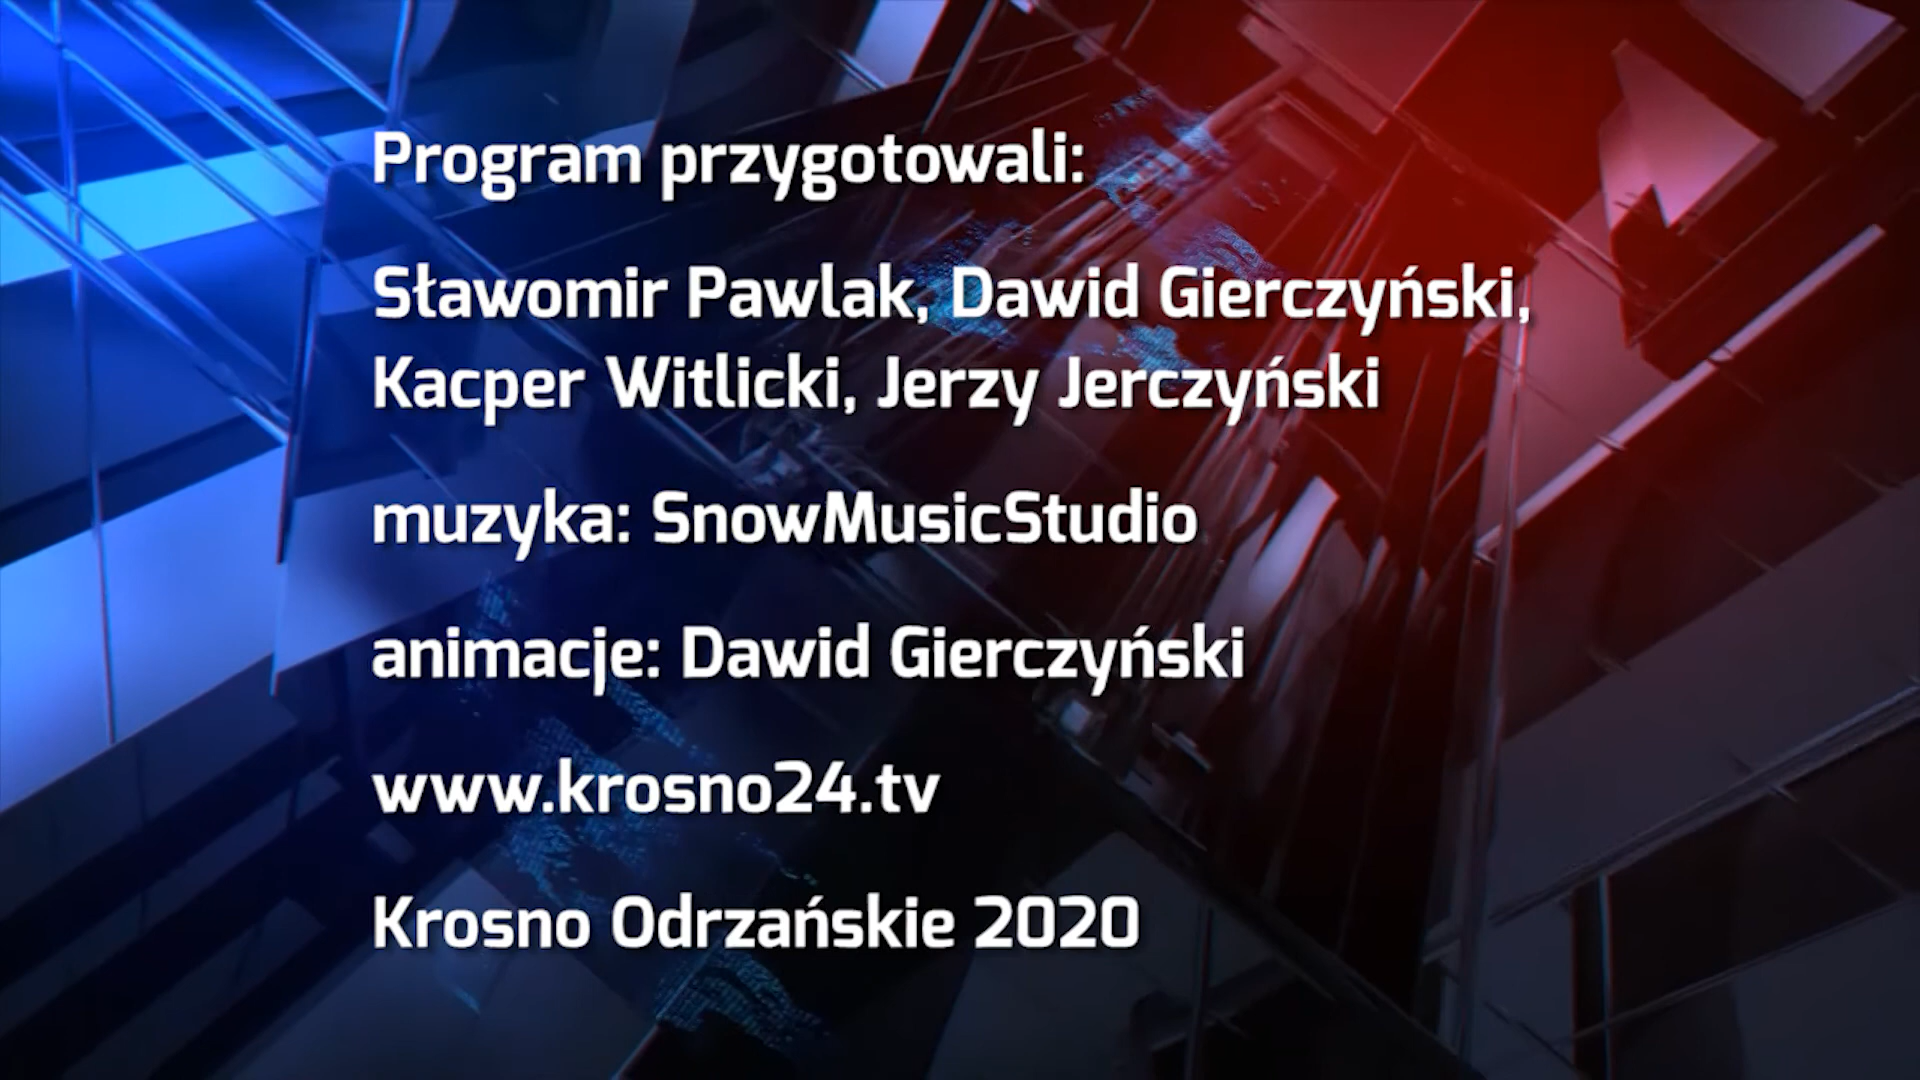 Program przygotowali:
Sławomir Pawlak, Dawid Gierczyński,
Kacper Witlicki, Jerzy Jerczyński
muzyka: SnowMusicStudio
animacje: Dawid Gierczyński
www.krosno24.tv
Krosno Odrzańskie 2020